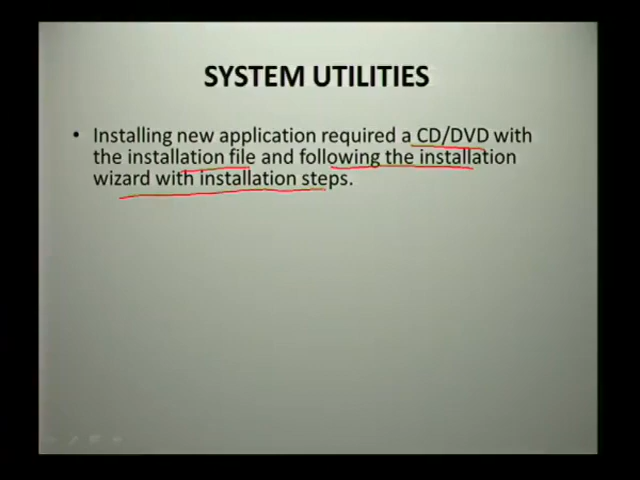 SYSTEM UTILITIES
• Installing new application required a CD/DVD with
the installation file and following the installation
wizard with installation steps.